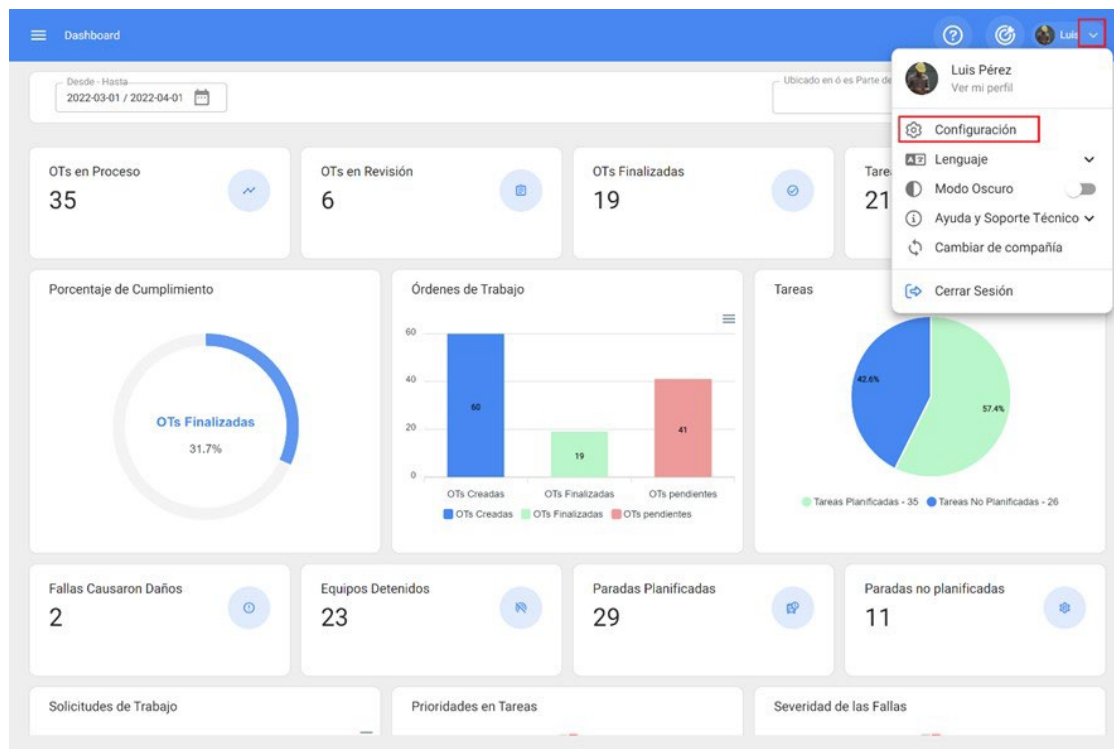 Dashboard
Luis
Luis Pérez
Ver mi perfil
Configuración
Lenguaje
Modo Oscuro
Ayuda y Soporte Técnico
Cambiar de compañía
Cerrar Sesión
Desde - Hasta
2022-03-01 / 2022-04-01
Ubicado en ó es Parte de
OTs en Proceso
35
OTs en Revisión
6
OTs Finalizadas
19
21
Porcentaje de Cumplimiento
OTs Finalizadas
31.7%
Órdenes de Trabajo
60
40
20
0
60
19
41
OTs Creadas
OTs Finalizadas
OTs pendientes
OTs Creadas OTs Finalizadas OTs pendientes
Tareas
42.6%
57.4%
Tareas Planificadas - 35 Tareas No Planificadas - 26
Fallas Causaron Daños
2
Equipos Detenidos
23
Paradas Planificadas
29
Paradas no planificadas
11
Solicitudes de Trabajo
Prioridades en Tareas
Severidad de las Fallas